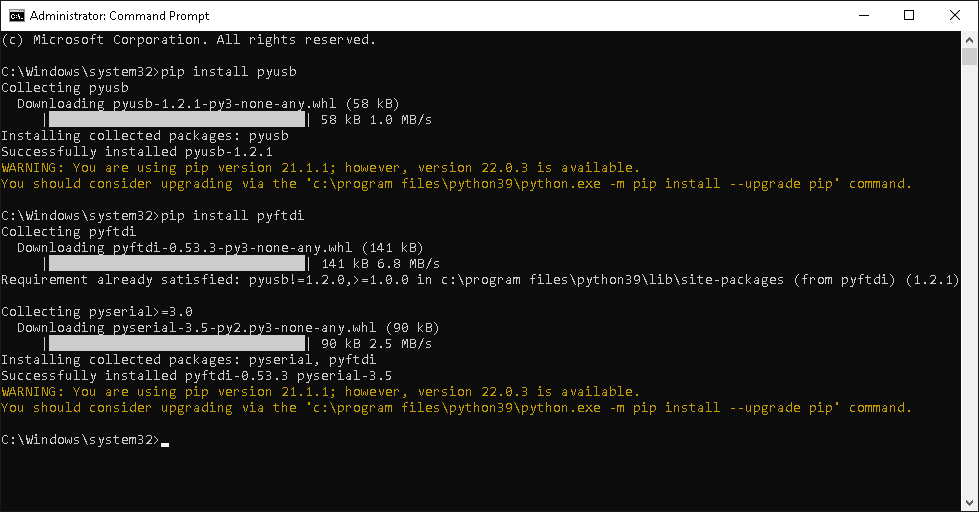 Administrator: Command Prompt
(c) Microsoft Corporation. All rights reserved.
C:\Windows\system32>pip install pyusb
Collecting pyusb
  Downloading pyusb-1.2.1-py3-none-any.whl (58 kB)
     |                                | 58 kB 1.0 MB/s
Installing collected packages: pyusb
Successfully installed pyusb-1.2.1
WARNING: You are using pip version 21.1.1; however, version 22.0.3 is available.
You should consider upgrading via the 'c:\program files\python39\python.exe -m pip install --upgrade pip' command.
C:\Windows\system32>pip install pyftdi
Collecting pyftdi
  Downloading pyftdi-0.53.3-py3-none-any.whl (141 kB)
     |                                | 141 kB 6.8 MB/s
Requirement already satisfied: pyusb!=1.2.0,>=1.0.0 in c:\program files\python39\lib\site-packages (from pyftdi) (1.2.1)
Collecting pyserial>=3.0
  Downloading pyserial-3.5-py2.py3-none-any.whl (90 kB)
     |                                | 90 kB 2.5 MB/s
Installing collected packages: pyserial, pyftdi
Successfully installed pyftdi-0.53.3 pyserial-3.5
WARNING: You are using pip version 21.1.1; however, version 22.0.3 is available.
You should consider upgrading via the 'c:\program files\python39\python.exe -m pip install --upgrade pip' command.
C:\Windows\system32>